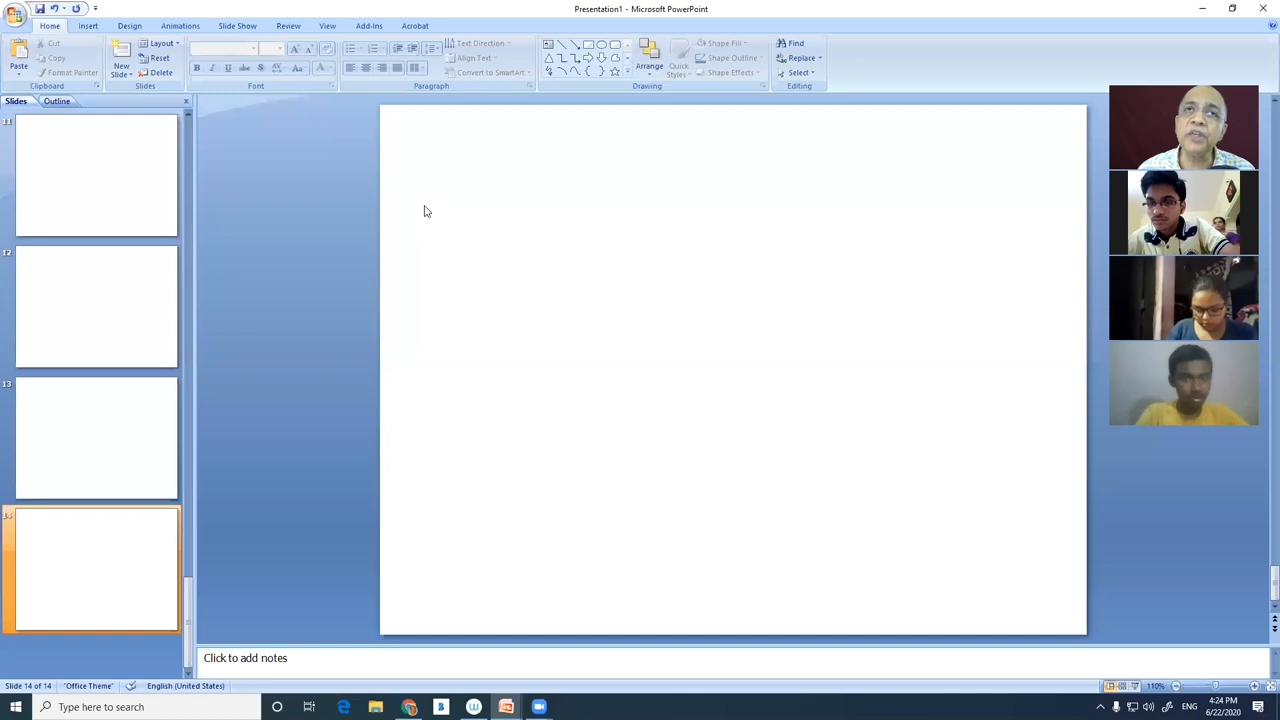 Presentation1 - Microsoft PowerPoint
Home Insert Design Animations Slide Show Review View Add-Ins Acrobat
Paste Cut Copy Format Painter
Clipboard
New Slide Layout Reset Delete
Slides
B I U abc S AV Aa A
Font
Text Direction Align Text Convert to SmartArt
Paragraph
Arrange Quick Styles Shape Fill Shape Outline Shape Effects
Drawing
Find Replace Select
Editing
Slides Outline
11
12
13
14
Click to add notes
Slide 14 of 14 "Office Theme" English (United States) 110%
Type here to search
ENG 4:24 PM
6/22/2020